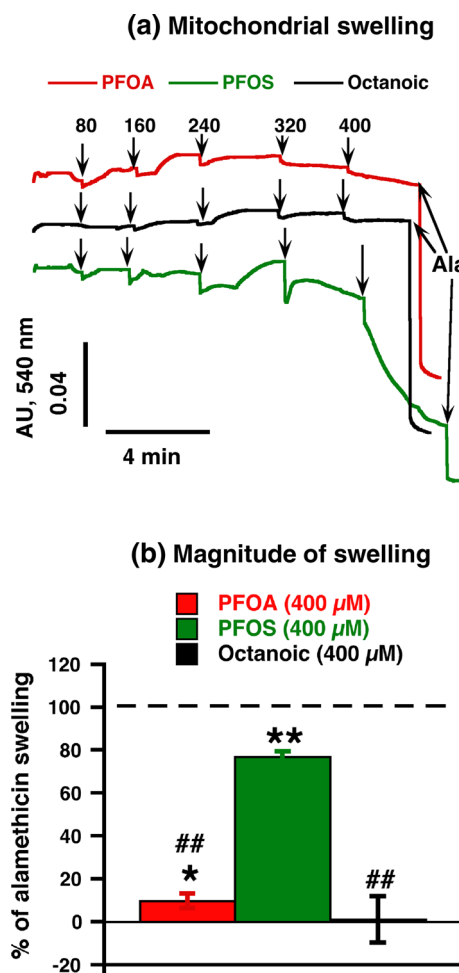 (a) Mitochondrial swelling
PFOA PFOS Octanoic
80 160 240 320 400
Ala
AU, 540 nm
0.04
4 min
(b) Magnitude of swelling
PFOA (400 µM)
PFOS (400 µM)
Octanoic (400 µM)
% of alamethicin swelling
120
100
80
60
40
20
0
-20
**
##
*
##